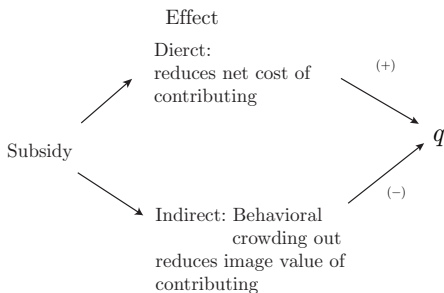 Effect
Dierct:
reduces net cost of
contributing
(+)
Subsidy
q
(−)
Indirect: Behavioral
crowding out
reduces image value of
contributing